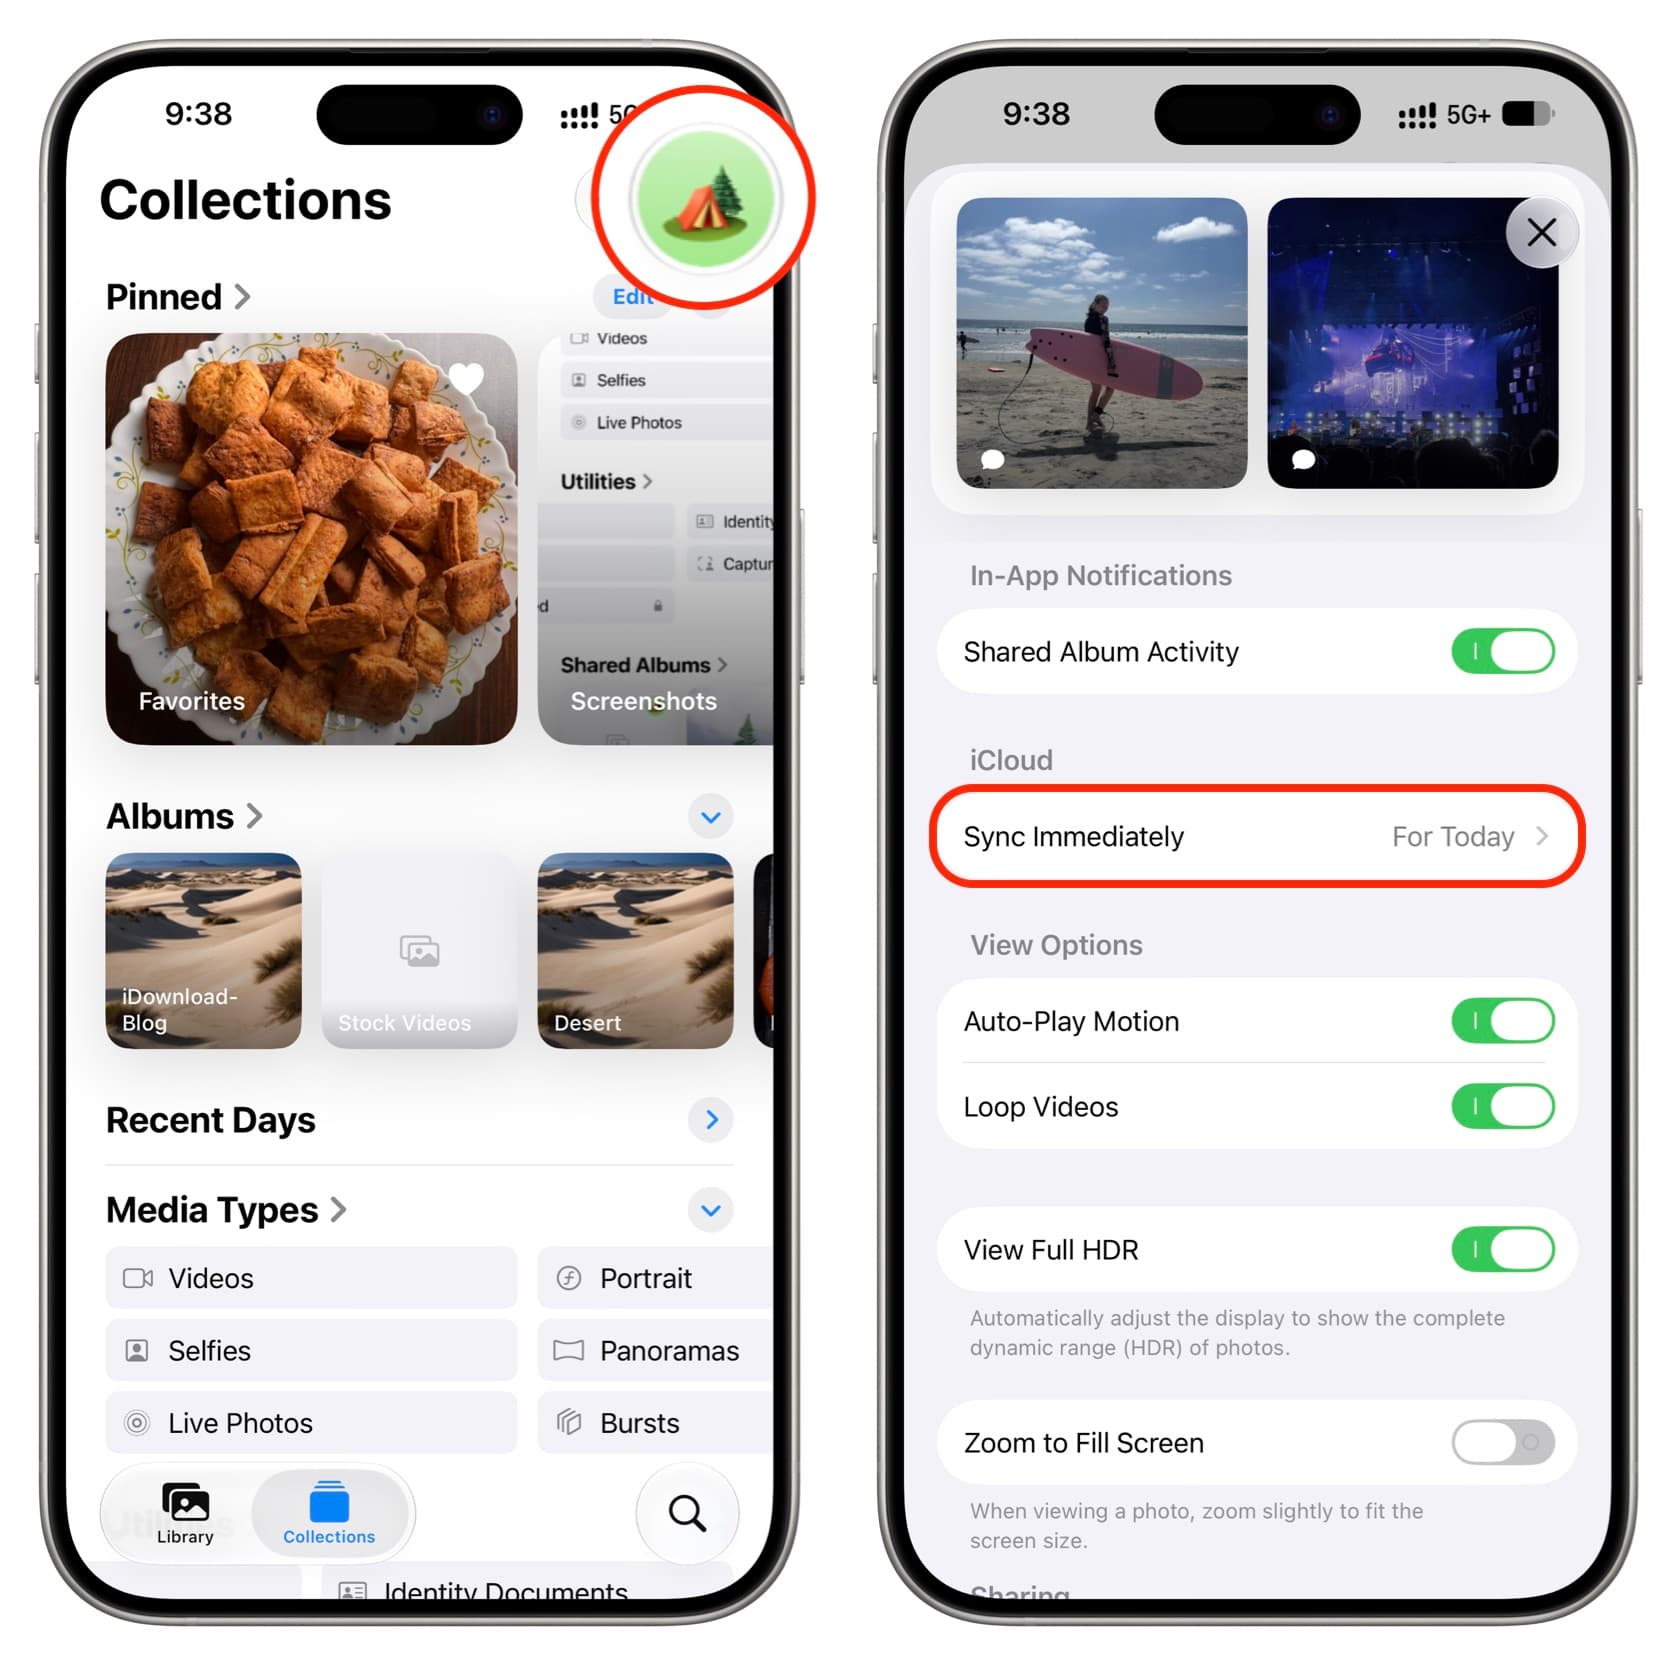 9:38
Collections
Pinned
Edit
Videos
Selfies
Live Photos
Utilities
Shared Albums
Favorites
Screenshots
Albums
iDownload-
Blog
Stock Videos
Desert
Recent Days
Media Types
Videos
Portrait
Selfies
Panoramas
Live Photos
Bursts
Library
Collections
Identity Documents
9:38
5G+
In-App Notifications
Shared Album Activity
iCloud
Sync Immediately
For Today
View Options
Auto-Play Motion
Loop Videos
View Full HDR
Automatically adjust the display to show the complete
dynamic range (HDR) of photos.
Zoom to Fill Screen
When viewing a photo, zoom slightly to fit the
screen size.
Sharing